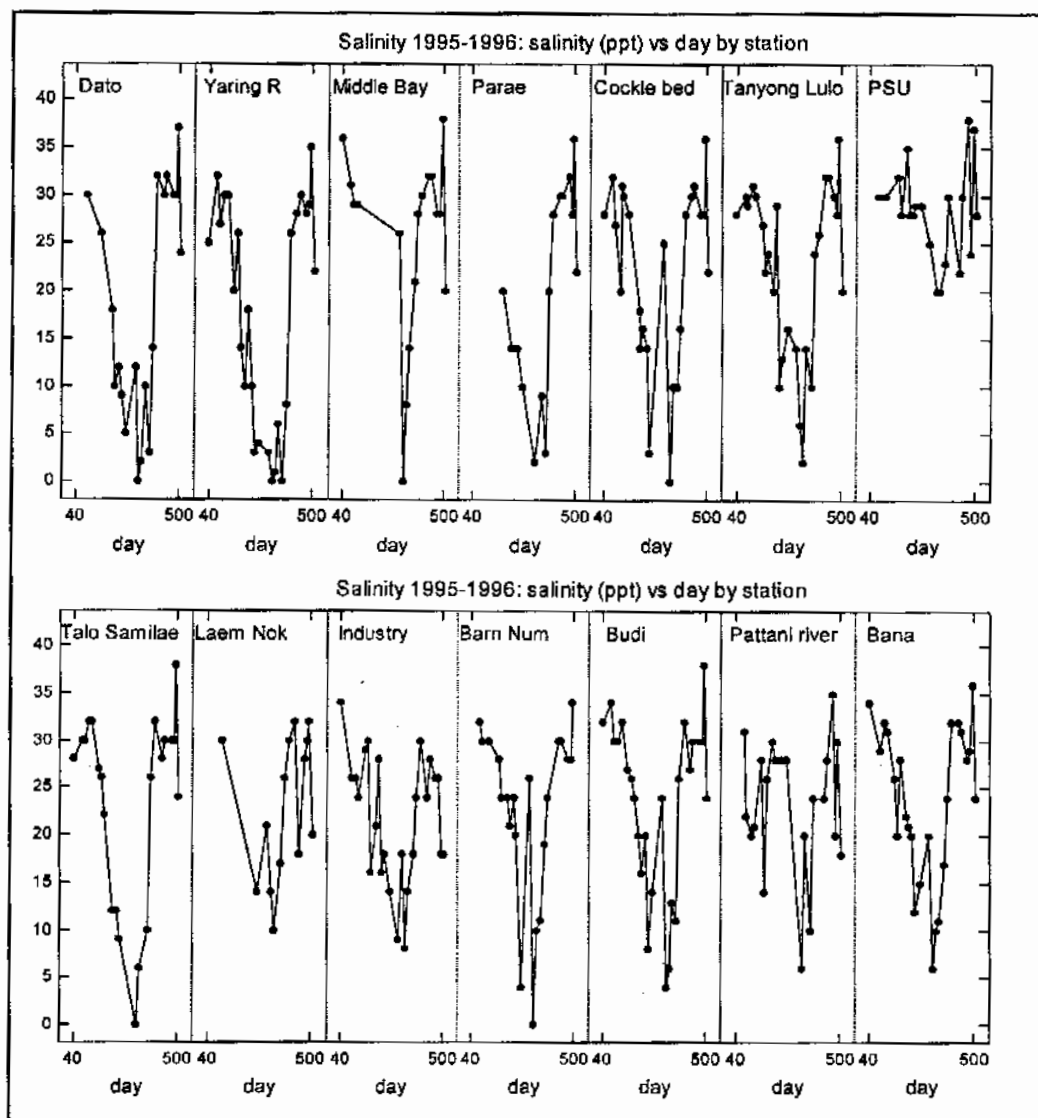 Salinity 1995-1996: salinity (ppt) vs day by station
Dato Yaring R Middle Bay Parae Cockle bed Tanyong Lulo PSU
40
35
30
25
20
15
10
5
0
40 500 40 500 40 500 40 500 40 500 40 500 40 500
day day day day day day day
Salinity 1995-1996: salinity (ppt) vs day by station
Talo Samilae Laem Nok Industry Barn Num Budi Pattani river Bana
40
35
30
25
20
15
10
5
0
40 500 40 500 40 500 40 500 40 500 40 500 40 500
day day day day day day day